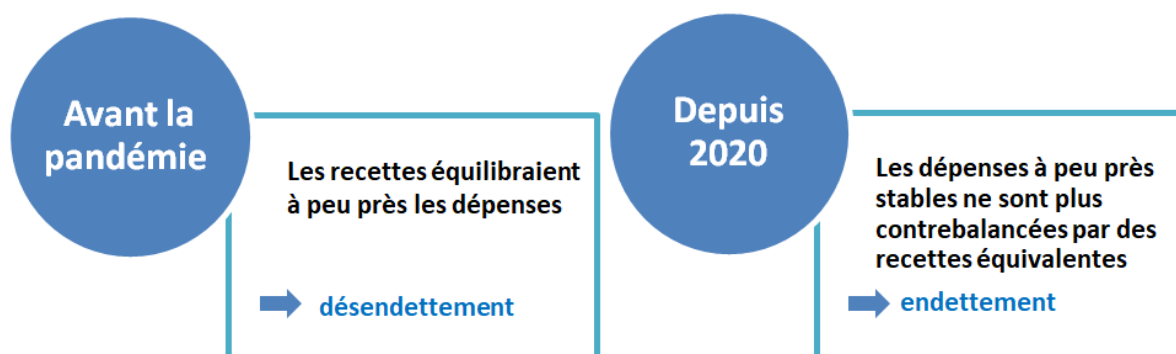 Avant la
pandémie
Les recettes équilibraient
à peu près les dépenses
désendettement
Depuis
2020
Les dépenses à peu près
stables ne sont plus
contrebalancées par des
recettes équivalentes
endettement